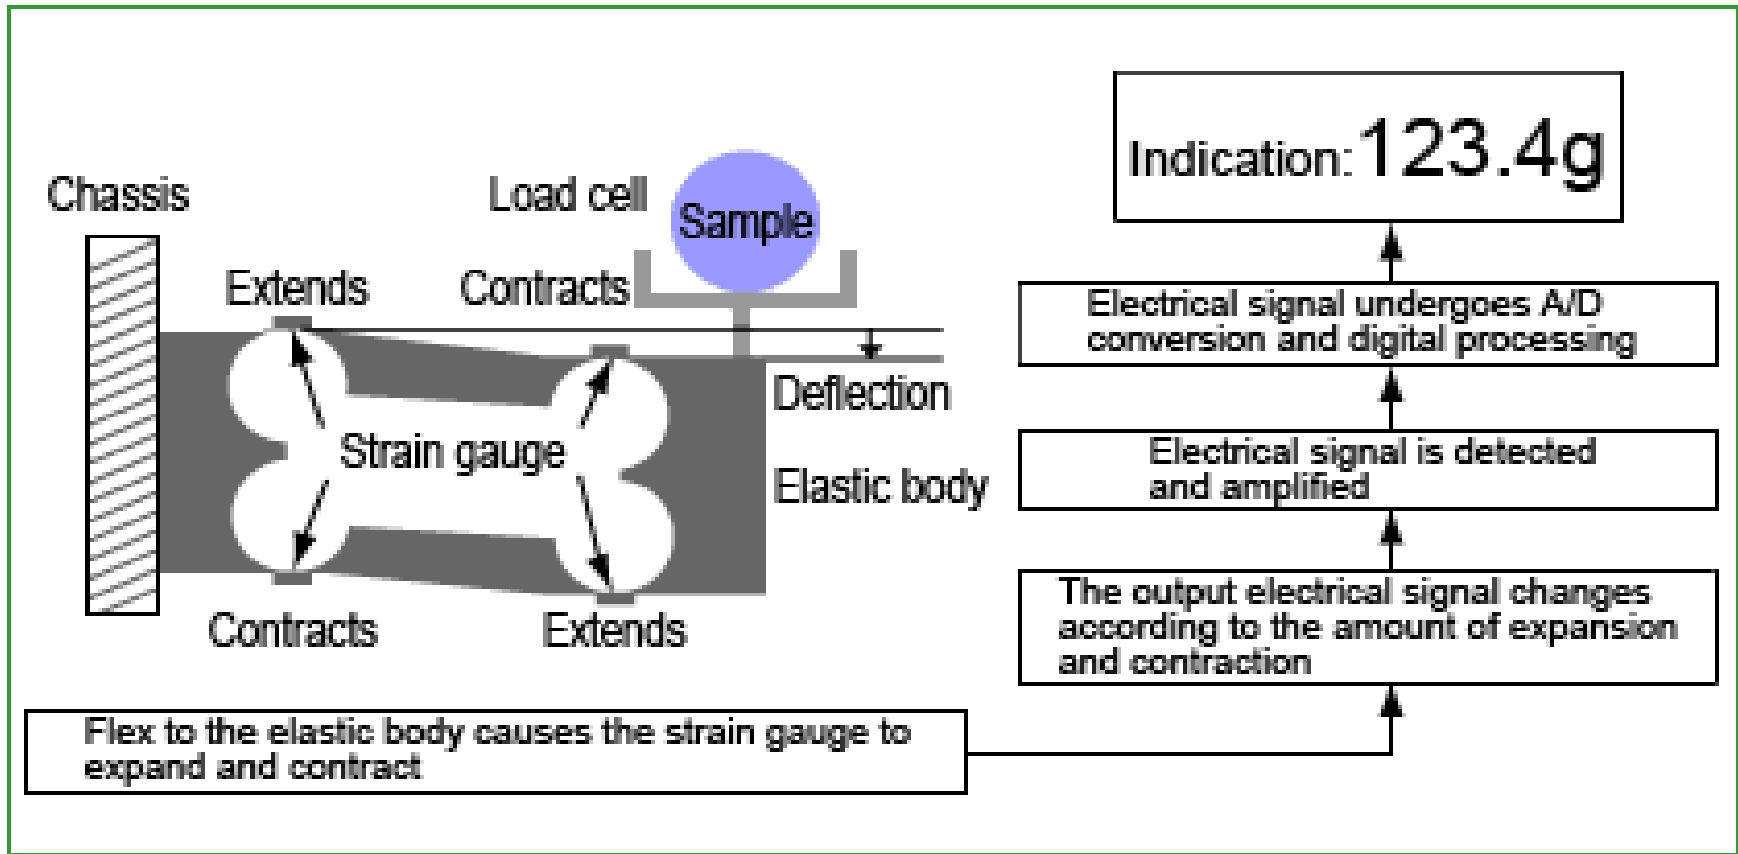 Chassis
Load cell
Sample
Extends
Contracts
Deflection
Strain gauge
Elastic body
Contracts
Extends
Flex to the elastic body causes the strain gauge to
expand and contract
The output electrical signal changes
according to the amount of expansion
and contraction
Electrical signal is detected
and amplified
Electrical signal undergoes A/D
conversion and digital processing
Indication: 123.4g